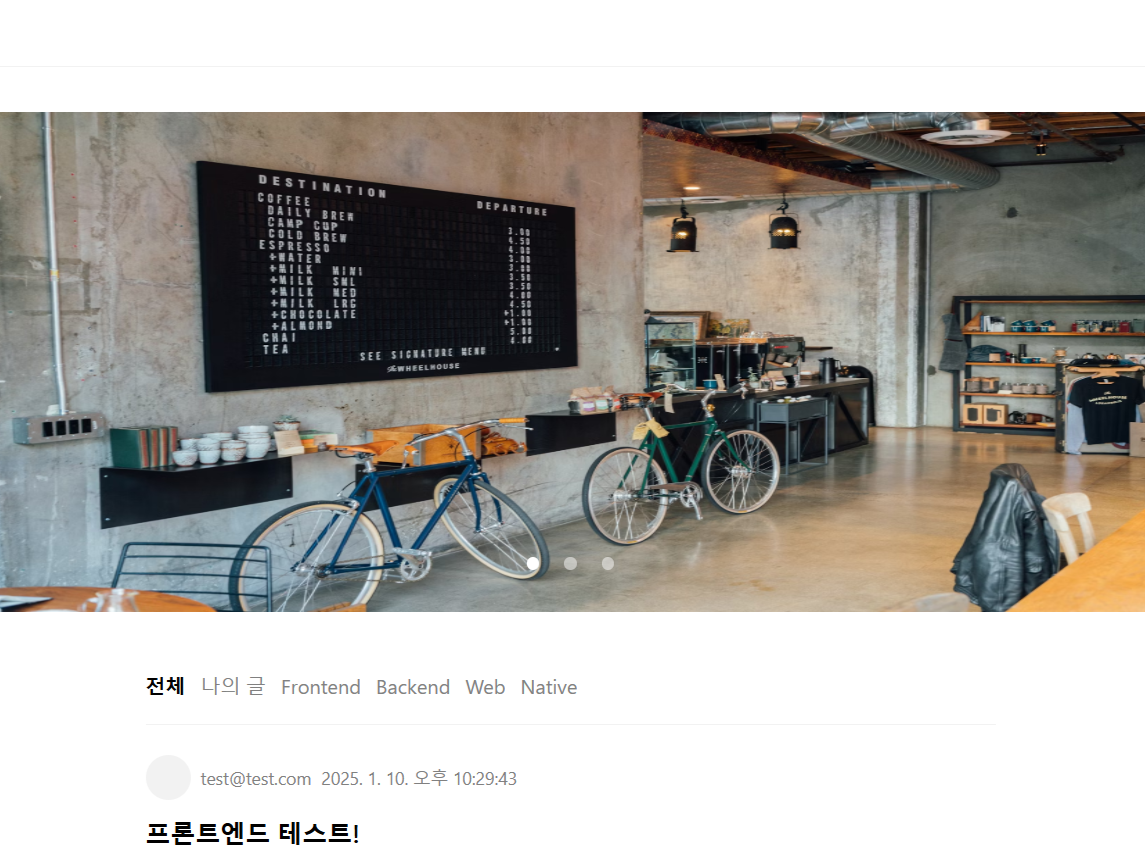 DESTINATION DEPARTURE
COFFEE
DAILY BREW 3.00
CAMP CUP 4.50
COLD BREW 4.00
ESPRESSO 3.00
+WATER 3.00
+MILK MINI 3.50
+MILK SML 3.50
+MILK MED 4.00
+MILK LRG 4.50
+CHOCOLATE +1.00
+ALMOND +1.00
CHAI 5.00
TEA 4.00
SEE SIGNATURE MENU
The WHEELHOUSE
전체 나의 글 Frontend Backend Web Native
test@test.com 2025. 1. 10. 오후 10:29:43
프론트엔드 테스트!